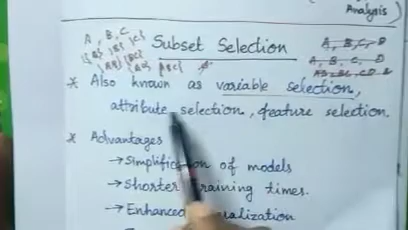 Analysis)
A, B, C
Subset Selection
A, B, C, D
* Also known as variable selection,
attribute selection, feature selection.
* Advantages
→ Simplification of models
→ Shorter training times.
→ Enhanced